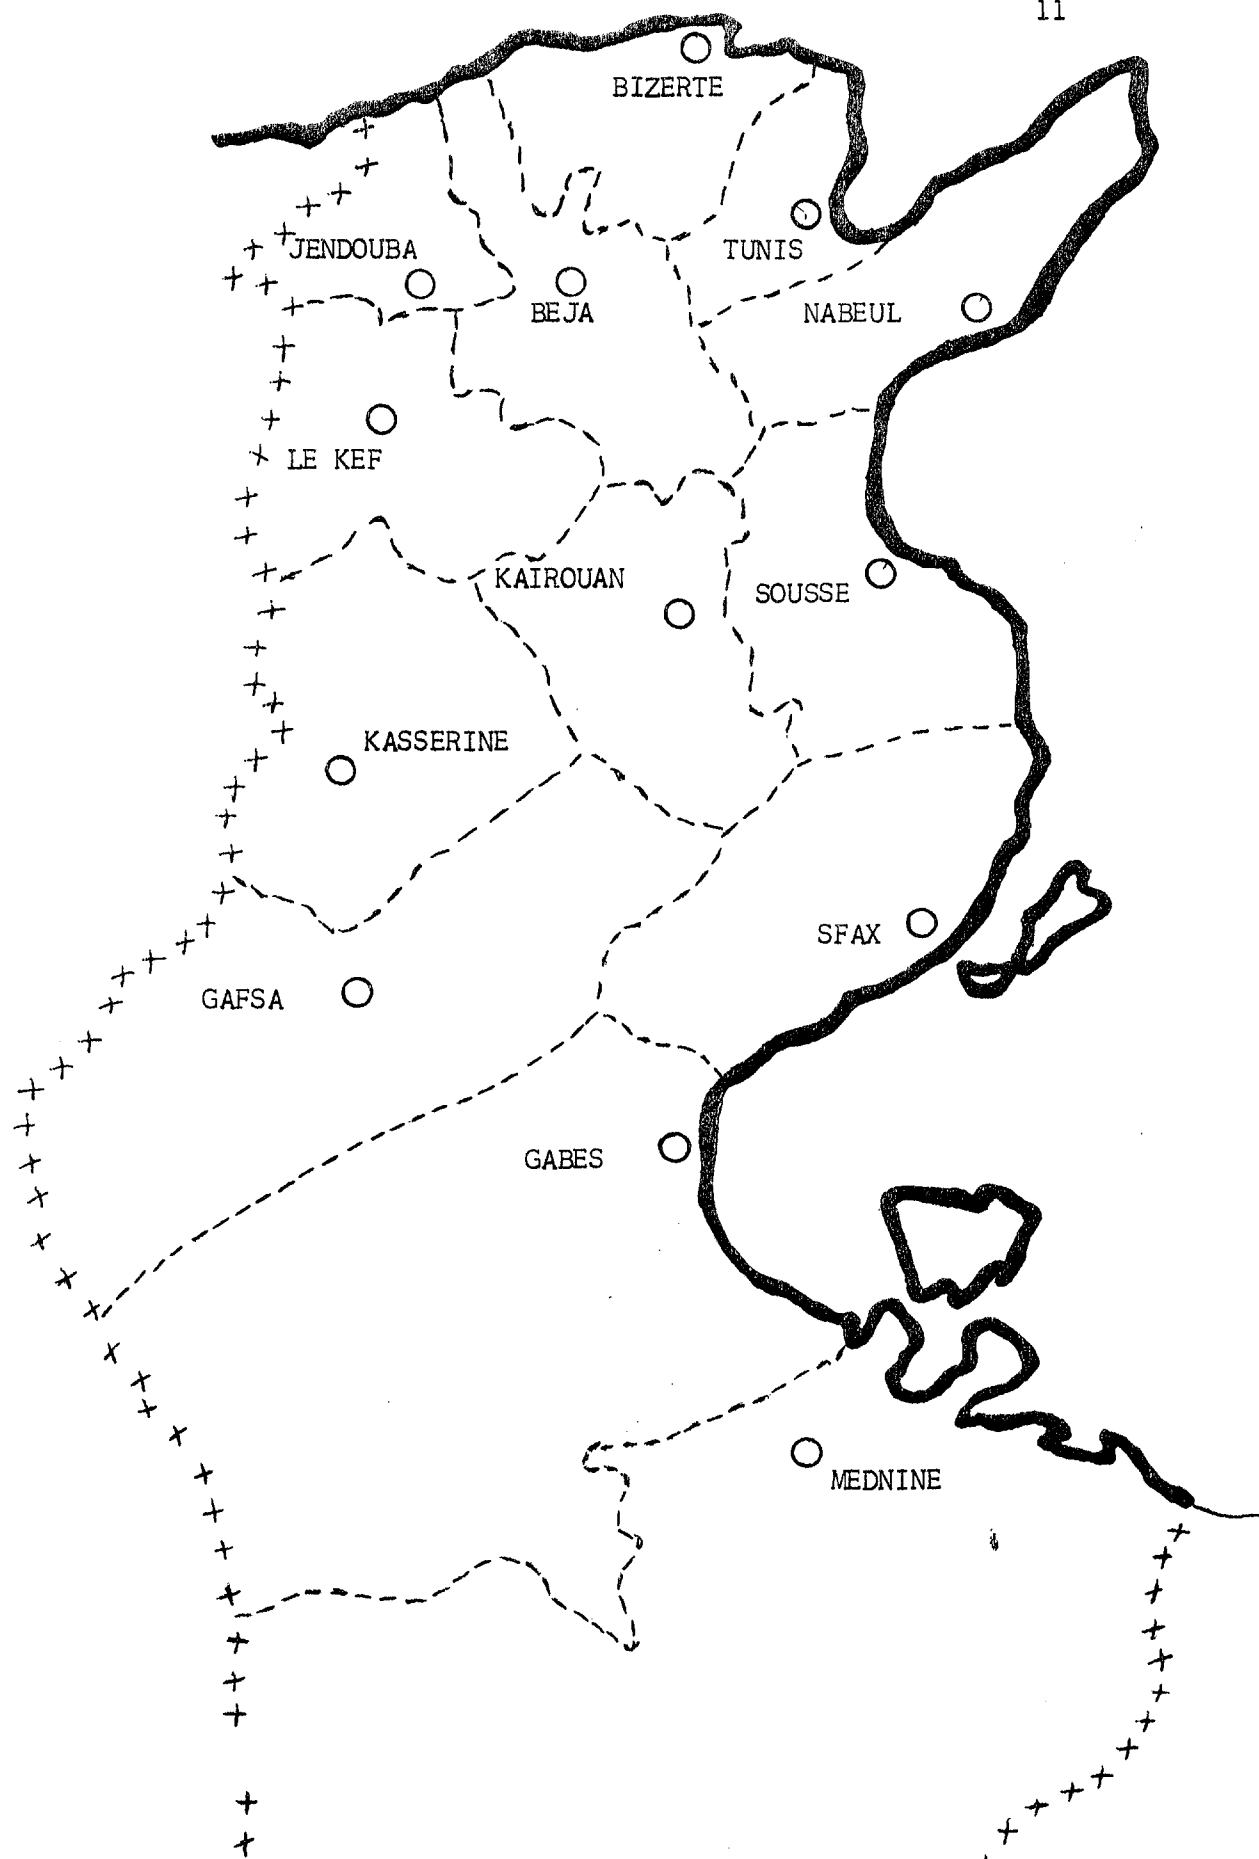 11
BIZERTE
JENDOUBA
TUNIS
BEJA
NABEUL
LE KEF
KAIROUAN
SOUSSE
KASSERINE
SFAX
GAFSA
GABES
MEDNINE